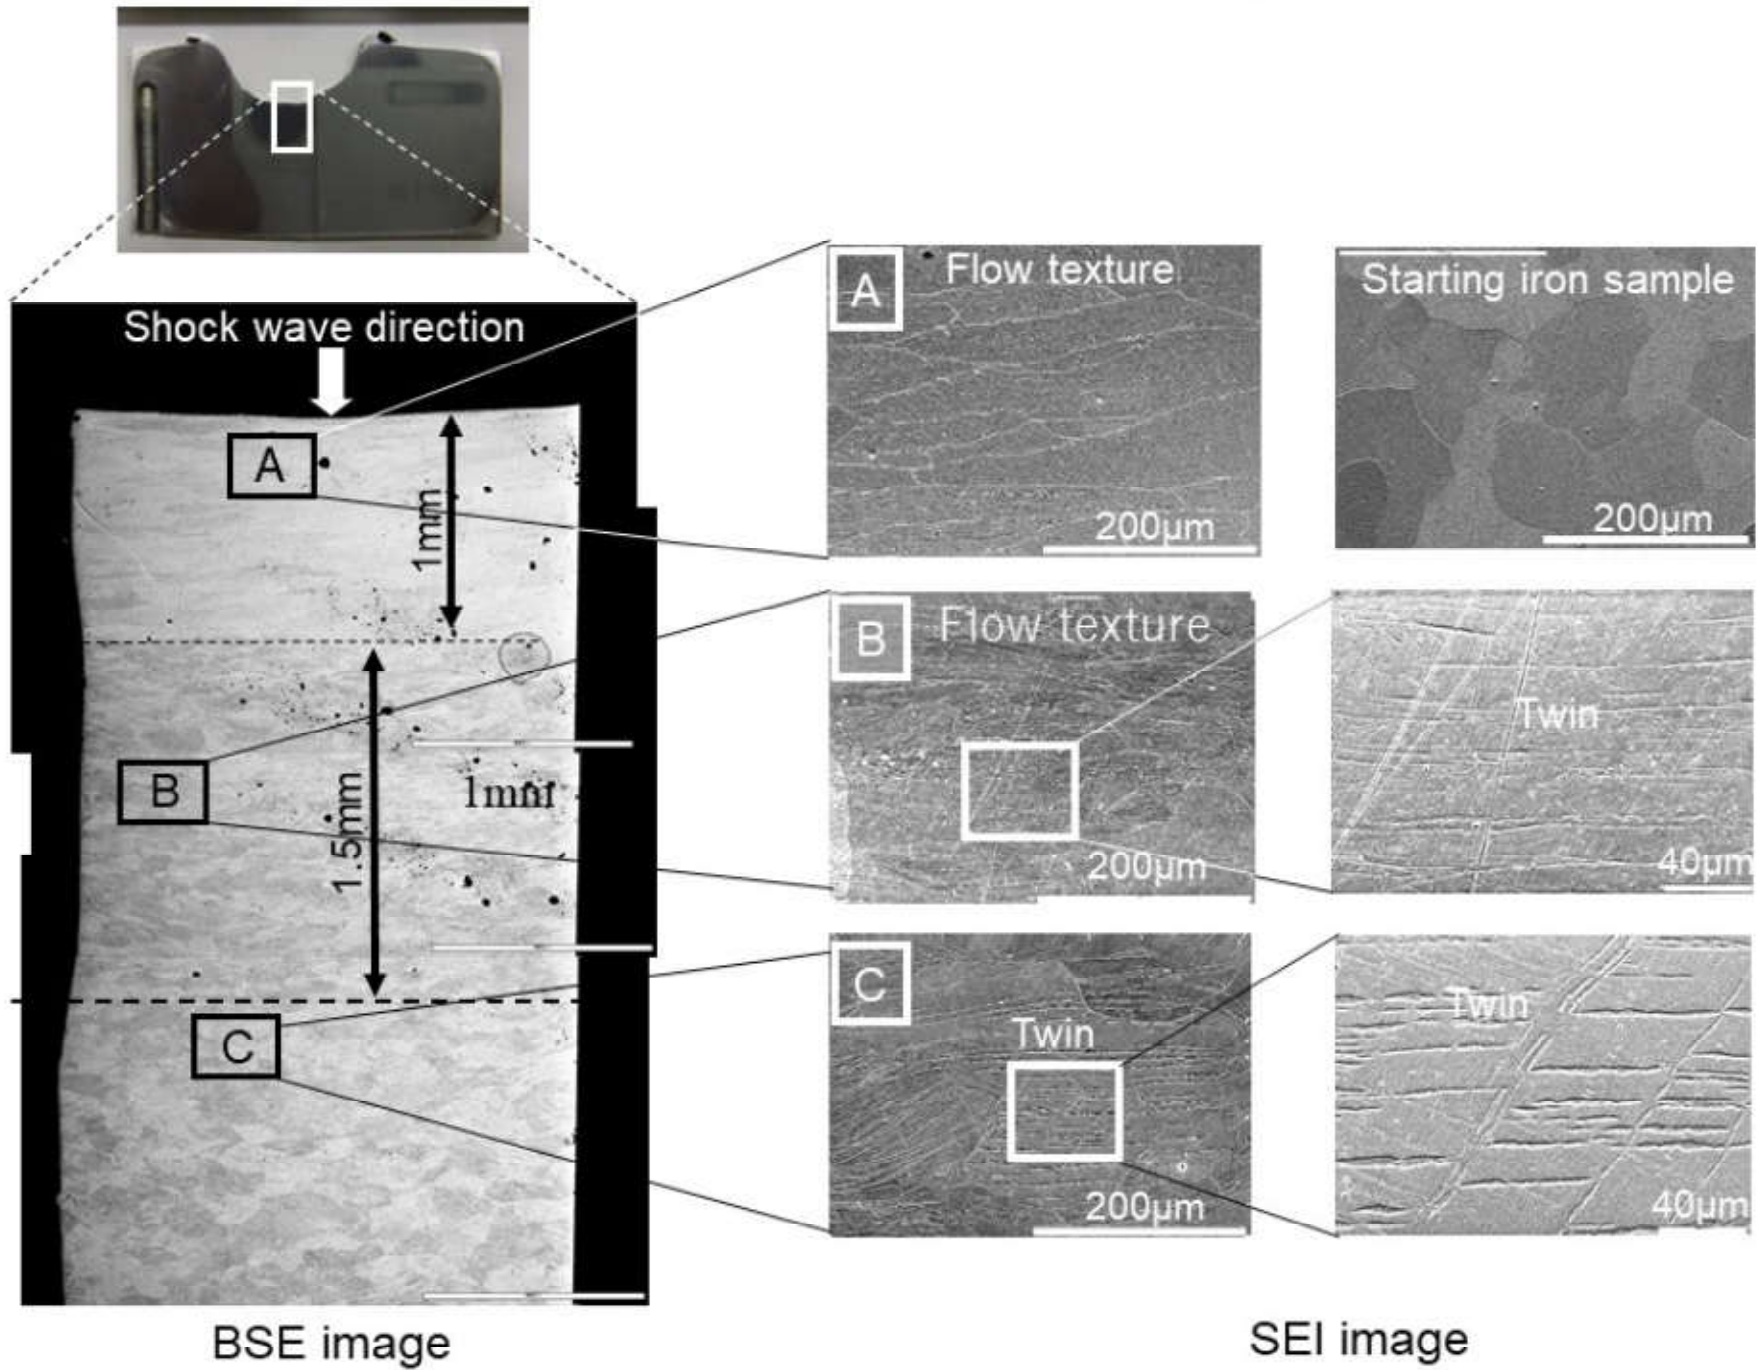 Shock wave direction
A
1mm
B
1.5mm
1mm
C
BSE image
A
Flow texture
200μm
Starting iron sample
200μm
B
Flow texture
200μm
Twin
40μm
C
Twin
200μm
Twin
40μm
SEI image